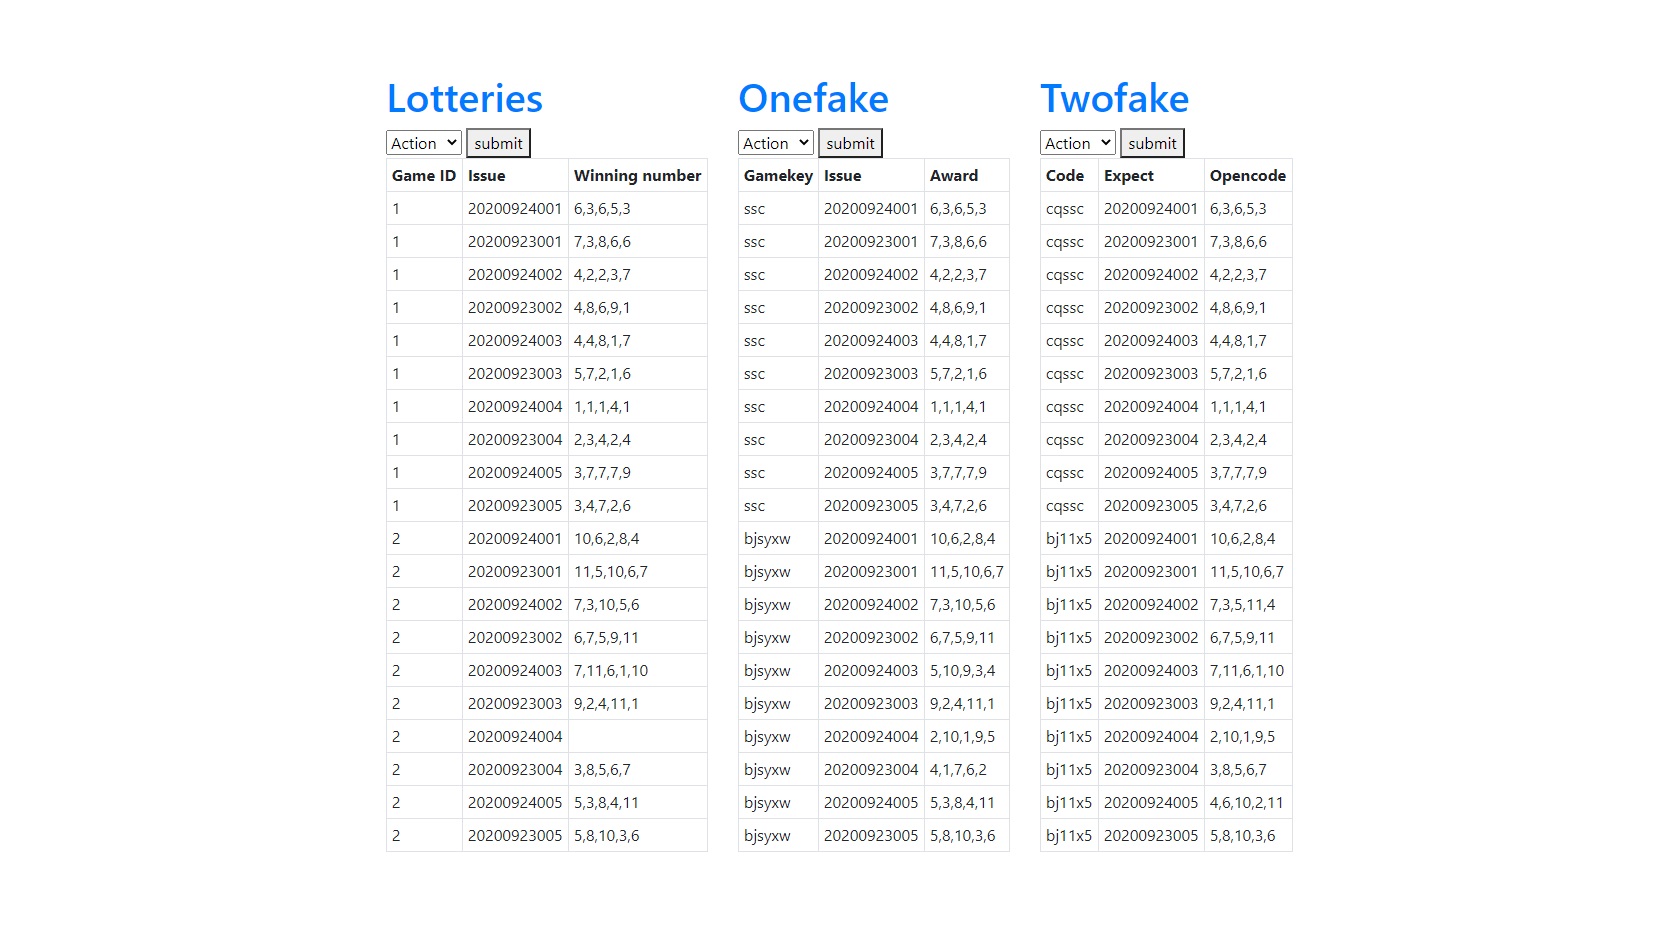 Lotteries
Action submit
Game ID Issue Winning number
1 20200924001 6,3,6,5,3
1 20200923001 7,3,8,6,6
1 20200924002 4,2,2,3,7
1 20200923002 4,8,6,9,1
1 20200924003 4,4,8,1,7
1 20200923003 5,7,2,1,6
1 20200924004 1,1,1,4,1
1 20200923004 2,3,4,2,4
1 20200924005 3,7,7,7,9
1 20200923005 3,4,7,2,6
2 20200924001 10,6,2,8,4
2 20200923001 11,5,10,6,7
2 20200924002 7,3,10,5,6
2 20200923002 6,7,5,9,11
2 20200924003 7,11,6,1,10
2 20200923003 9,2,4,11,1
2 20200924004
2 20200923004 3,8,5,6,7
2 20200924005 5,3,8,4,11
2 20200923005 5,8,10,3,6
Onefake
Action submit
Gamekey Issue Award
ssc 20200924001 6,3,6,5,3
ssc 20200923001 7,3,8,6,6
ssc 20200924002 4,2,2,3,7
ssc 20200923002 4,8,6,9,1
ssc 20200924003 4,4,8,1,7
ssc 20200923003 5,7,2,1,6
ssc 20200924004 1,1,1,4,1
ssc 20200923004 2,3,4,2,4
ssc 20200924005 3,7,7,7,9
ssc 20200923005 3,4,7,2,6
bjsyxw 20200924001 10,6,2,8,4
bjsyxw 20200923001 11,5,10,6,7
bjsyxw 20200924002 7,3,10,5,6
bjsyxw 20200923002 6,7,5,9,11
bjsyxw 20200924003 5,10,9,3,4
bjsyxw 20200923003 9,2,4,11,1
bjsyxw 20200924004 2,10,1,9,5
bjsyxw 20200923004 4,1,7,6,2
bjsyxw 20200924005 5,3,8,4,11
bjsyxw 20200923005 5,8,10,3,6
Twofake
Action submit
Code Expect Opencode
cqssc 20200924001 6,3,6,5,3
cqssc 20200923001 7,3,8,6,6
cqssc 20200924002 4,2,2,3,7
cqssc 20200923002 4,8,6,9,1
cqssc 20200924003 4,4,8,1,7
cqssc 20200923003 5,7,2,1,6
cqssc 20200924004 1,1,1,4,1
cqssc 20200923004 2,3,4,2,4
cqssc 20200924005 3,7,7,7,9
cqssc 20200923005 3,4,7,2,6
bj11x5 20200924001 10,6,2,8,4
bj11x5 20200923001 11,5,10,6,7
bj11x5 20200924002 7,3,5,11,4
bj11x5 20200923002 6,7,5,9,11
bj11x5 20200924003 7,11,6,1,10
bj11x5 20200923003 9,2,4,11,1
bj11x5 20200924004 2,10,1,9,5
bj11x5 20200923004 3,8,5,6,7
bj11x5 20200924005 4,6,10,2,11
bj11x5 20200923005 5,8,10,3,6